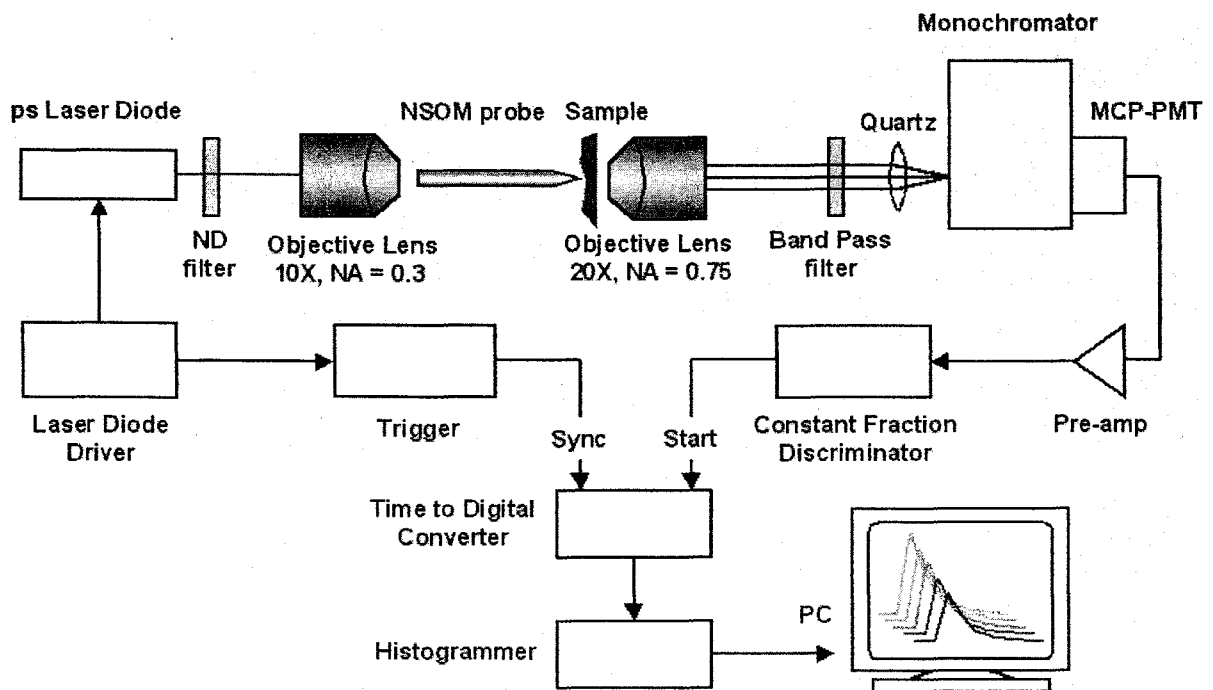 Monochromator
ps Laser Diode
NSOM probe
Sample
Quartz
MCP-PMT
ND
filter
Objective Lens
10X, NA = 0.3
Objective Lens
20X, NA = 0.75
Band Pass
filter
Laser Diode
Driver
Trigger
Sync
Start
Constant Fraction
Discriminator
Pre-amp
Time to Digital
Converter
PC
Histogrammer